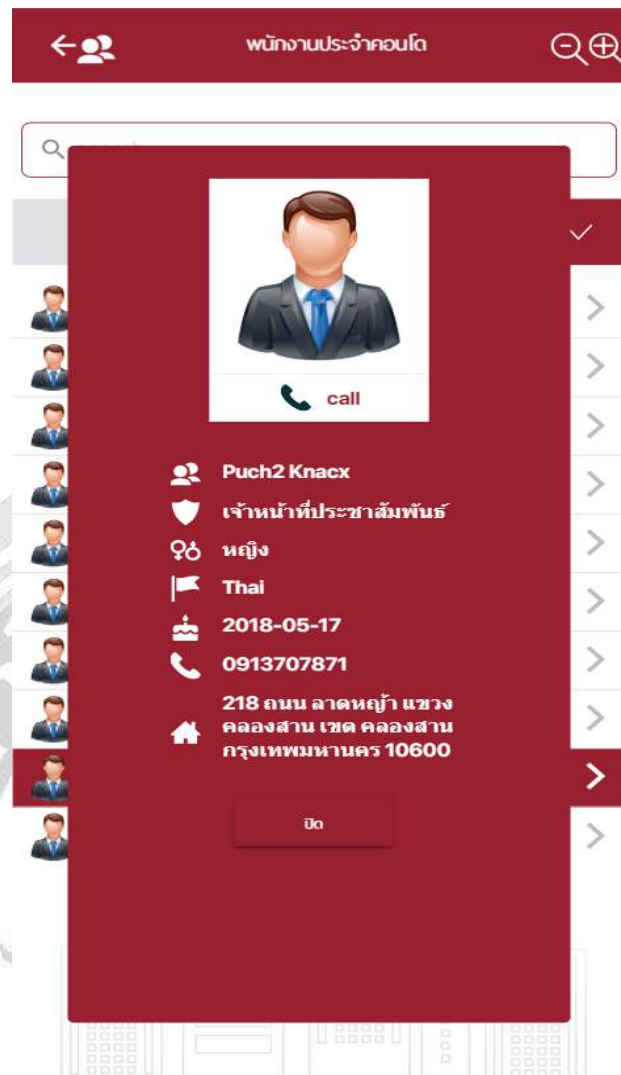 พนักงานประจำคอนโด
call
Puch2 Knacx
เจ้าหน้าที่ประชาสัมพันธ์
หญิง
Thai
2018-05-17
0913707871
218 ถนน ลาดหญ้า แขวง
คลองสาน เขต คลองสาน
กรุงเทพมหานคร 10600
ปิด